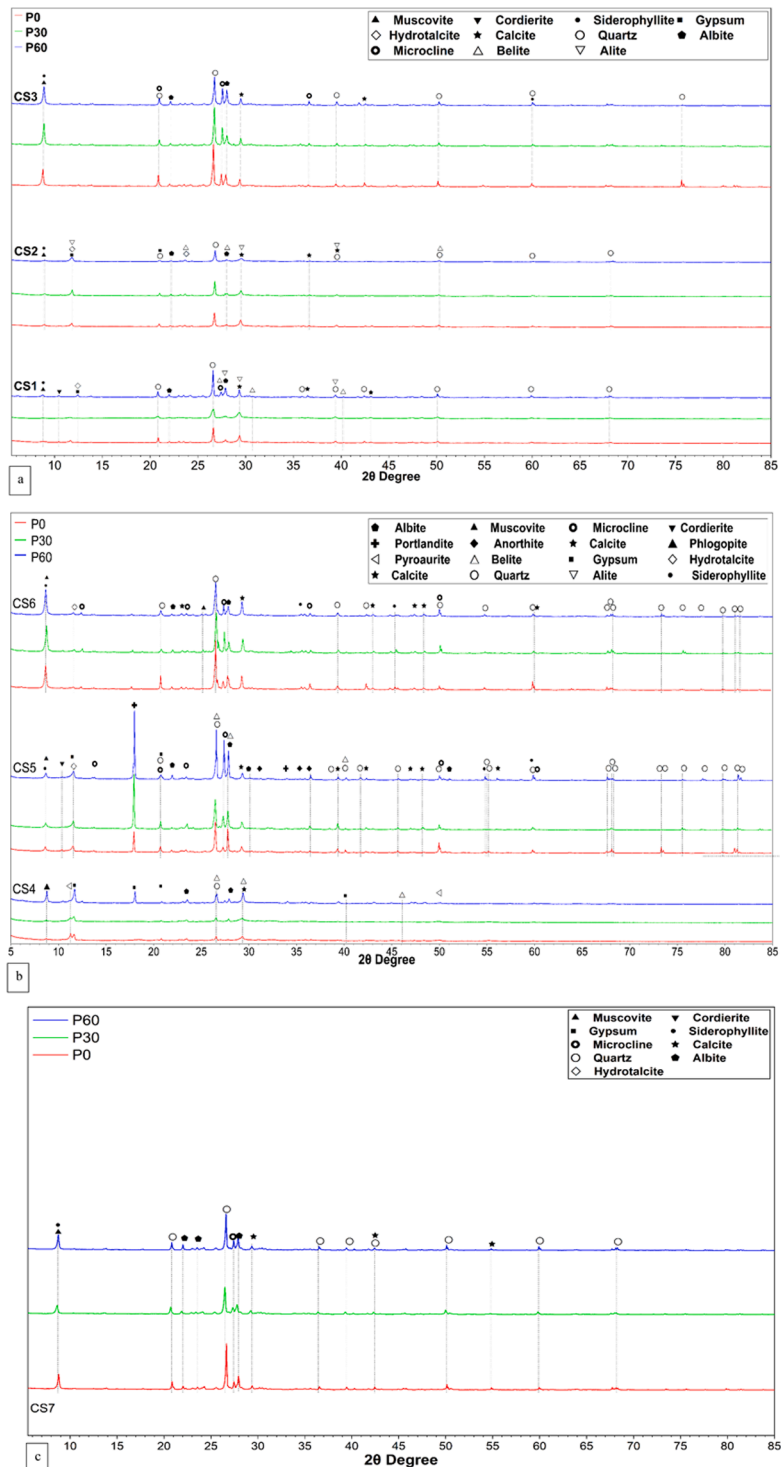 P0
P30
P60
Muscovite Cordierite Siderophyllite Gypsum
Hydrotalcite Calcite Quartz Albite
Microcline Belite Alite
CS3
CS2
CS1
10 15 20 25 30 35 40 45 50 55 60 65 70 75 80 85
2θ Degree
a
P0
P30
P60
Albite Muscovite Microcline Cordierite
Portlandite Anorthite Calcite Phlogopite
Pyroaurite Belite Gypsum Hydrotalcite
Calcite Quartz Alite Siderophyllite
CS6
CS5
CS4
5 10 15 20 25 30 35 40 45 50 55 60 65 70 75 80 85
2θ Degree
b
P60
P30
P0
Muscovite Cordierite
Gypsum Siderophyllite
Microcline Calcite
Quartz Albite
Hydrotalcite
CS7
10 15 20 25 30 35 40 45 50 55 60 65 70 75 80 85
2θ Degree
c